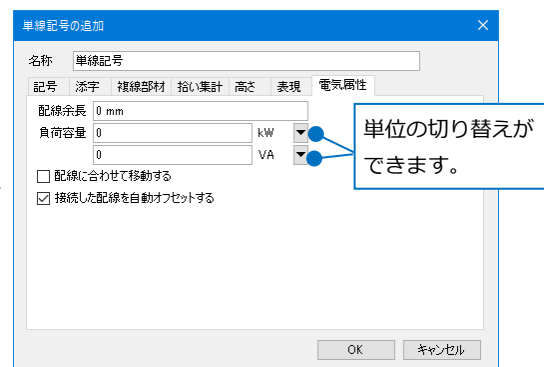 単線記号の追加
名称 単線記号
記号 添字 複線部材 拾い集計 高さ 表現 電気属性
配線余長 0 mm
負荷容量 0 kW
0 VA
配線に合わせて移動する
接続した配線を自動オフセットする
単位の切り替えが
できます。
OK キャンセル